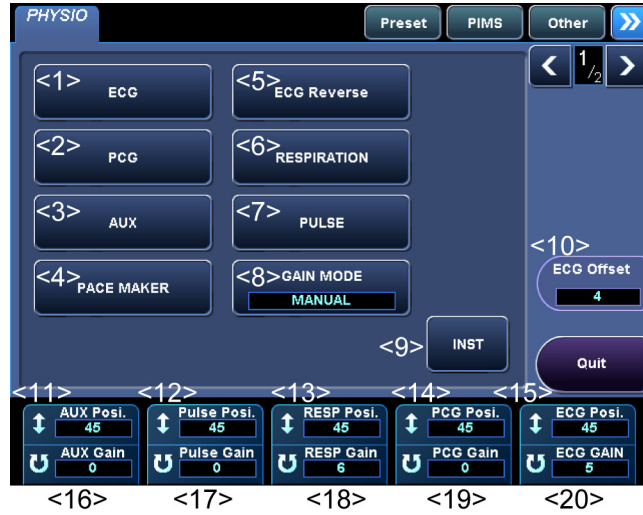 PHYSIO Preset PIMS Other
<1> ECG <5> ECG Reverse 1/2
<2> PCG <6> RESPIRATION
<3> AUX <7> PULSE
<4> PACE MAKER <8> GAIN MODE
MANUAL
<10>
ECG Offset
4
<9> INST
Quit
<11> <12> <13> <14> <15>
AUX Posi. Pulse Posi. RESP Posi. PCG Posi. ECG Posi.
45 45 45 45 45
AUX Gain Pulse Gain RESP Gain PCG Gain ECG GAIN
0 0 6 0 5
<16> <17> <18> <19> <20>